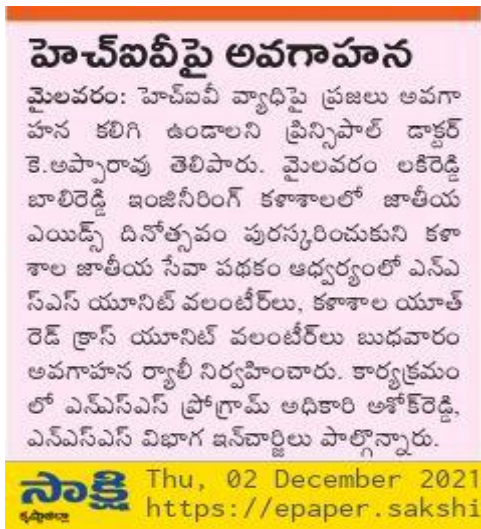 హెచ్ఐవీపై అవగాహన
మైలవరం: హెచ్ఐవీ వ్యాధిపై ప్రజలు అవగా
హన కలిగి ఉండాలని ప్రిన్సిపాల్ డాక్టర్
కె.అప్పారావు తెలిపారు. మైలవరం లకిరెడ్డి
బాలిరెడ్డి ఇంజినీరింగ్ కళాశాలలో జాతీయ
ఎయిడ్స్ దినోత్సవం పురస్కరించుకుని కళా
శాల జాతీయ సేవా పథకం ఆధ్వర్యంలో ఎన్ఎ
స్ఎస్ యూనిట్ వలంటీర్‌లు, కళాశాల యూత్
రెడ్ క్రాస్ యూనిట్ వలంటీర్‌లు బుధవారం
అవగాహన ర్యాలీ నిర్వహించారు. కార్యక్రమం
లో ఎన్ఎస్ఎస్ ప్రోగ్రామ్ అధికారి అశోక్‌రెడ్డి,
ఎన్ఎస్ఎస్ విభాగ ఇన్‌చార్జిలు పాల్గొన్నారు.
సాక్షి Thu, 02 December 2021
కృష్ణాజిల్లా https://epaper.sakshi